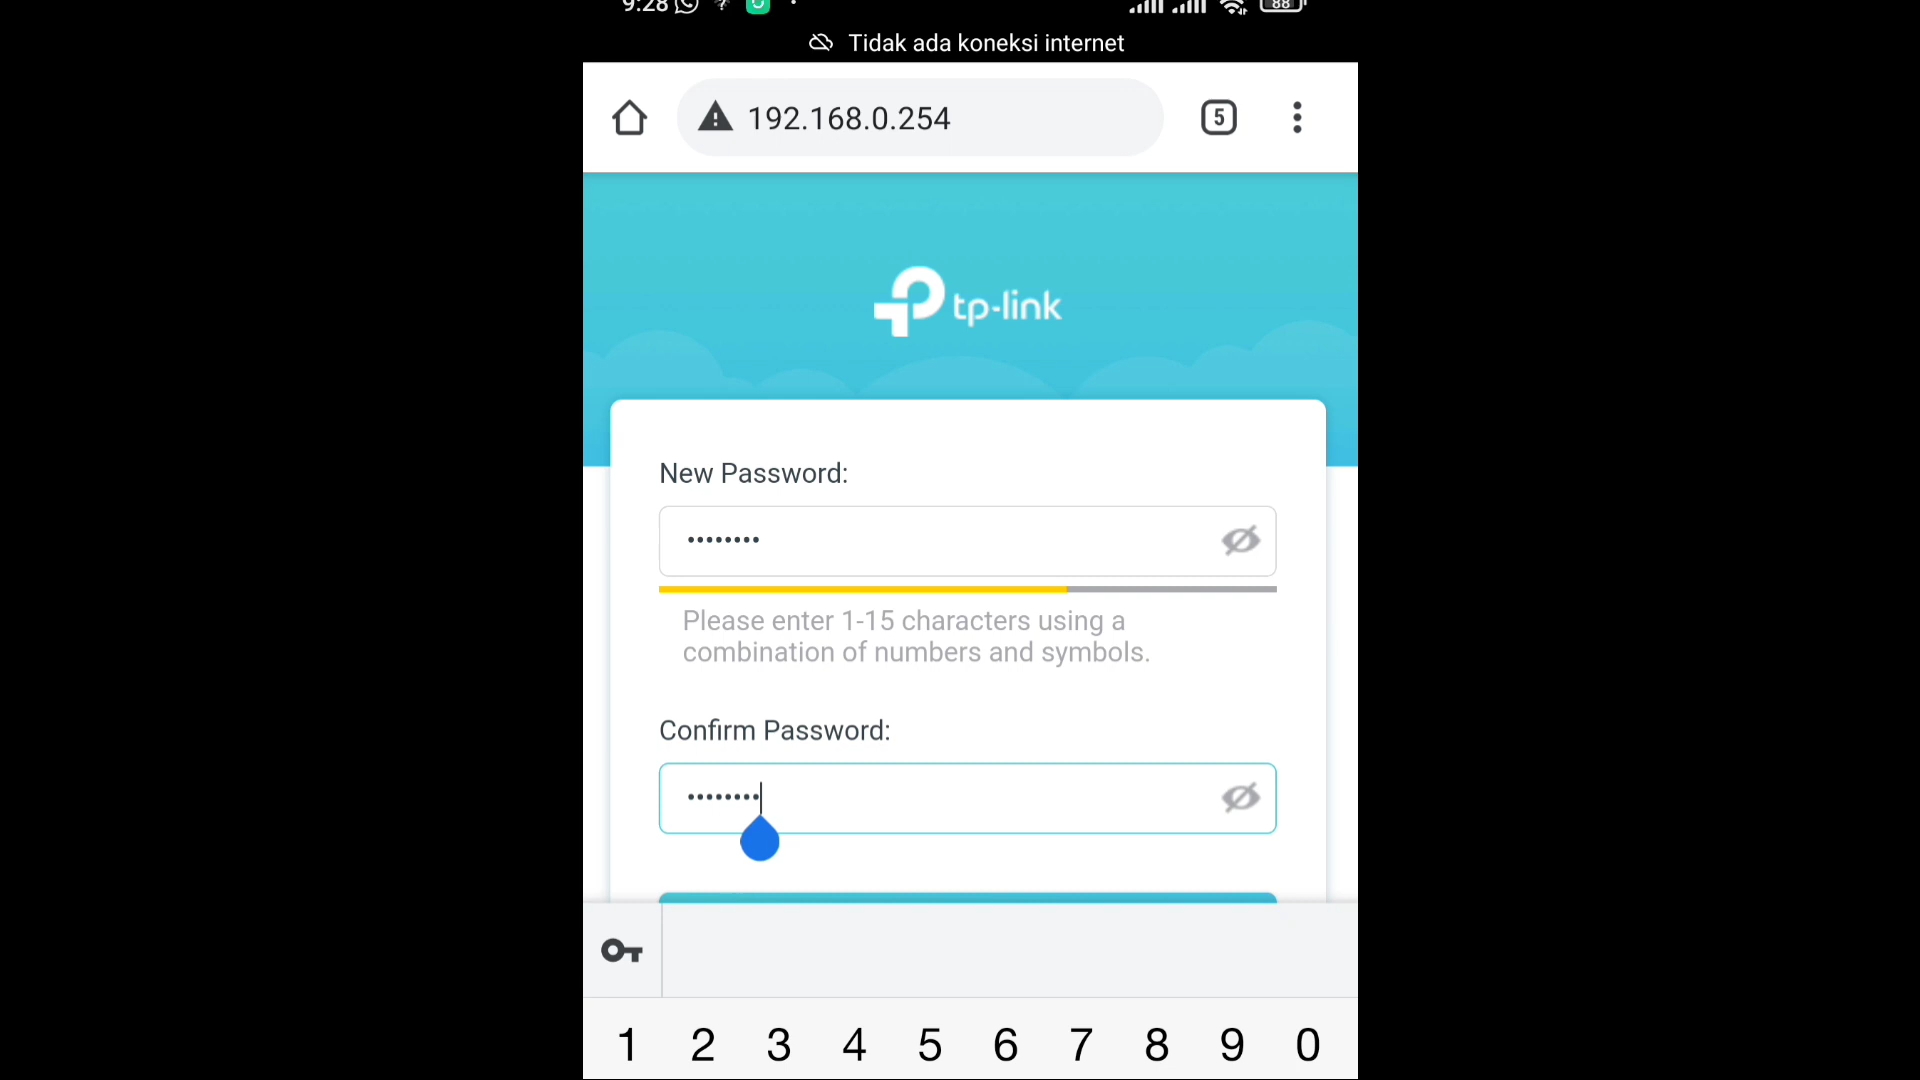 9:28
88
Tidak ada koneksi internet
192.168.0.254
5
tp-link
New Password:
••••••••
Please enter 1-15 characters using a
combination of numbers and symbols.
Confirm Password:
••••••••
1 2 3 4 5 6 7 8 9 0